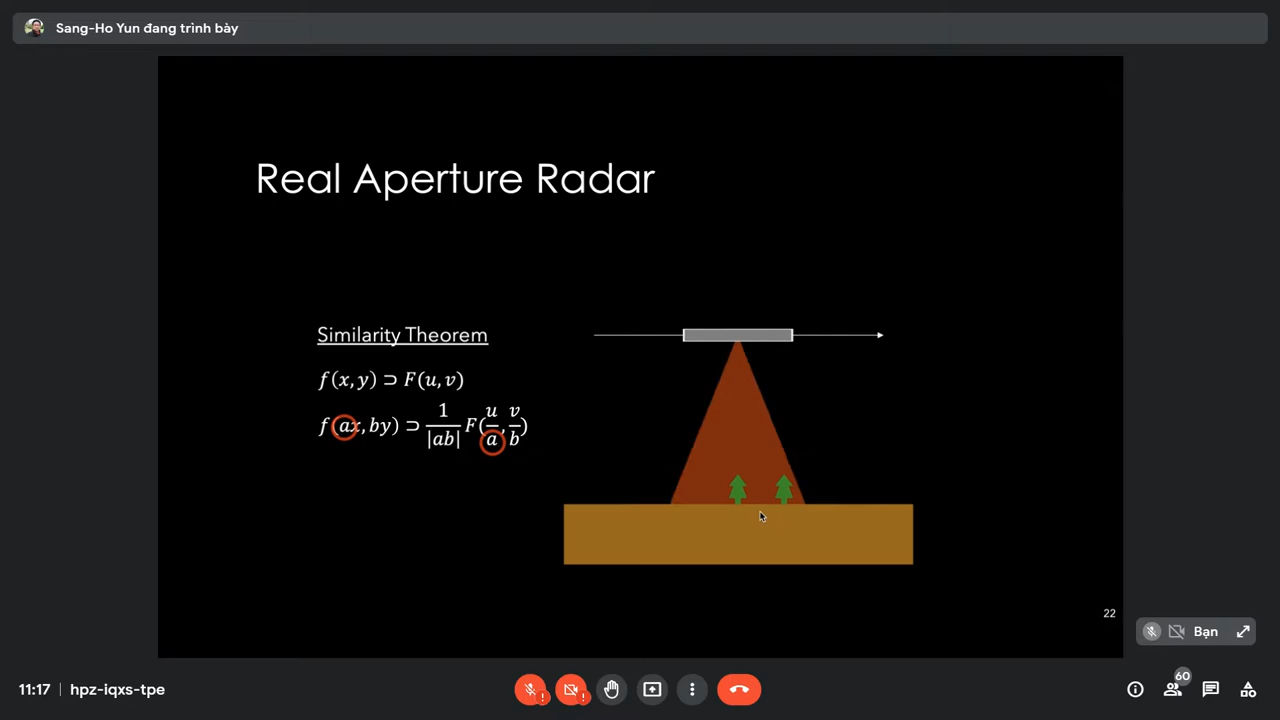 Sang-Ho Yun đang trình bày
Real Aperture Radar
Similarity Theorem
f(x, y) ⊃ F(u, v)
f(ax, by) ⊃ 1/|ab| F(u/a, v/b)
22
Bạn
11:17 | hpz-iqxs-tpe
60